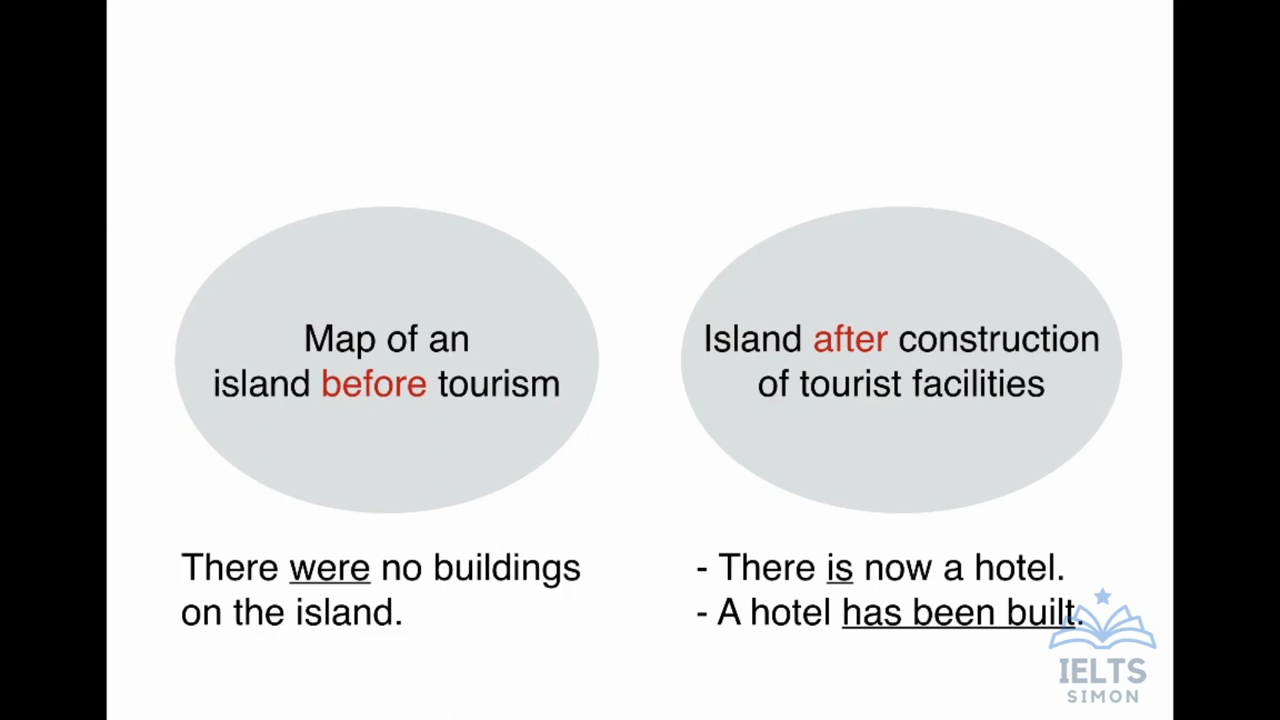 Map of an
island before tourism
Island after construction
of tourist facilities
There were no buildings
on the island.
- There is now a hotel.
- A hotel has been built.
IELTS
SIMON